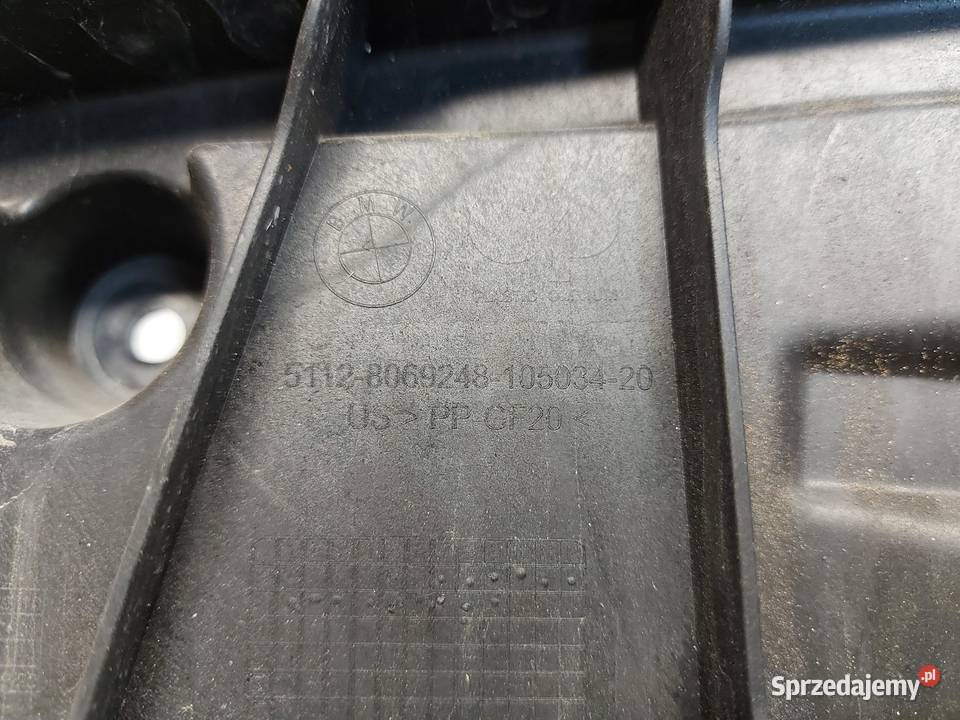 BMW
5112-8069248-105034-20
US > PP-GF20 <
Sprzedajemy.pl